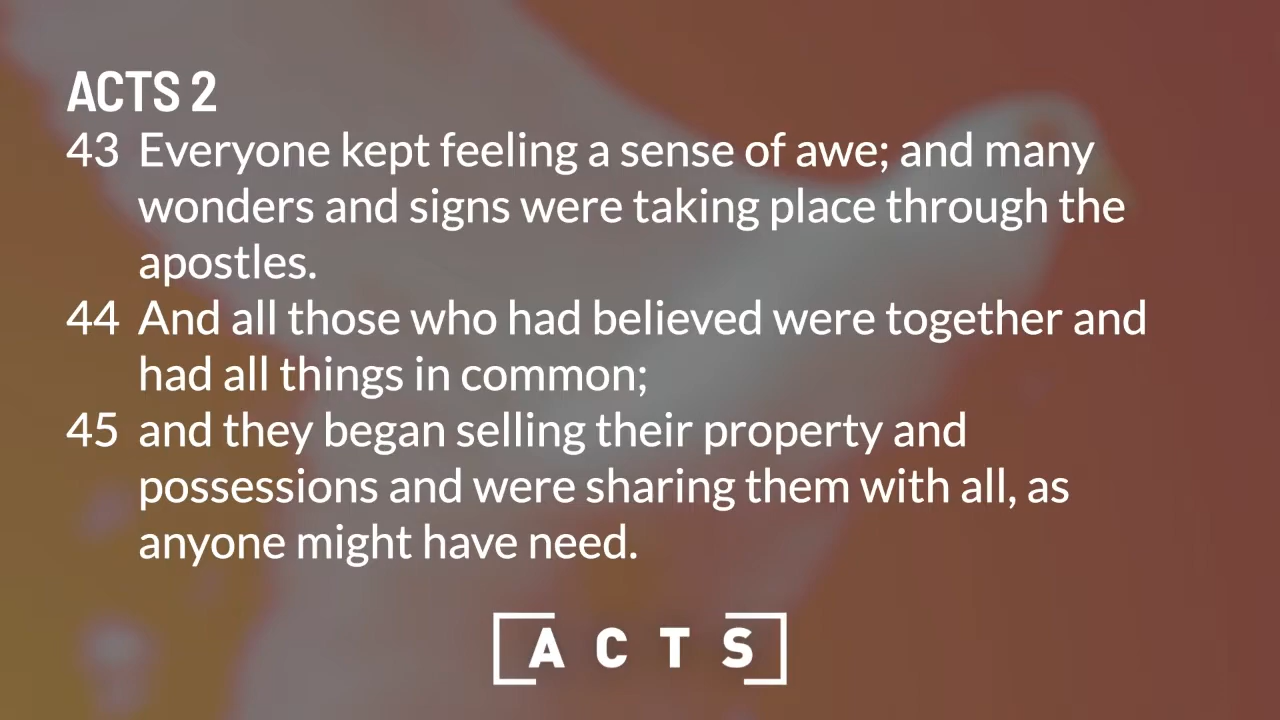 ACTS 2
43 Everyone kept feeling a sense of awe; and many
wonders and signs were taking place through the
apostles.
44 And all those who had believed were together and
had all things in common;
45 and they began selling their property and
possessions and were sharing them with all, as
anyone might have need.
ACTS